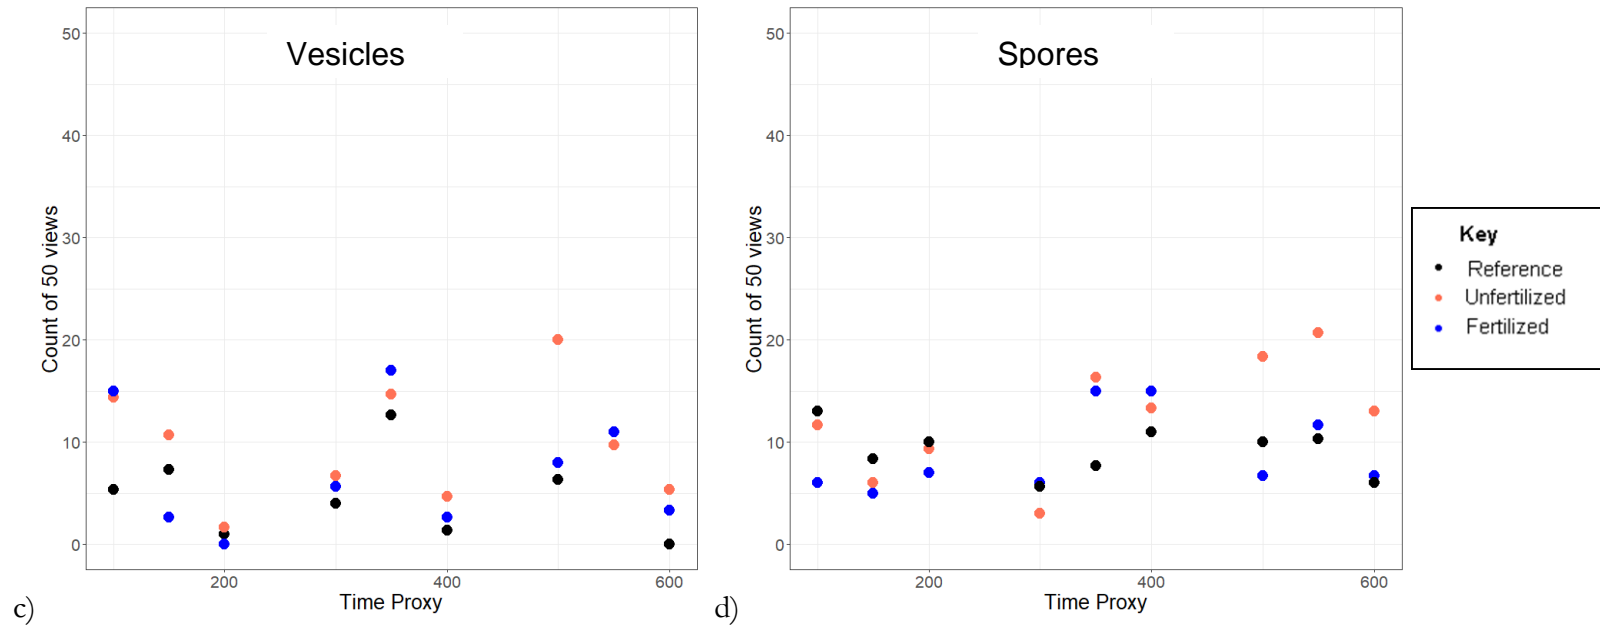 Vesicles
50
40
30
20
10
0
Count of 50 views
200 400 600
Time Proxy
c)
Spores
50
40
30
20
10
0
Count of 50 views
200 400 600
Time Proxy
d)
Key
Reference
Unfertilized
Fertilized